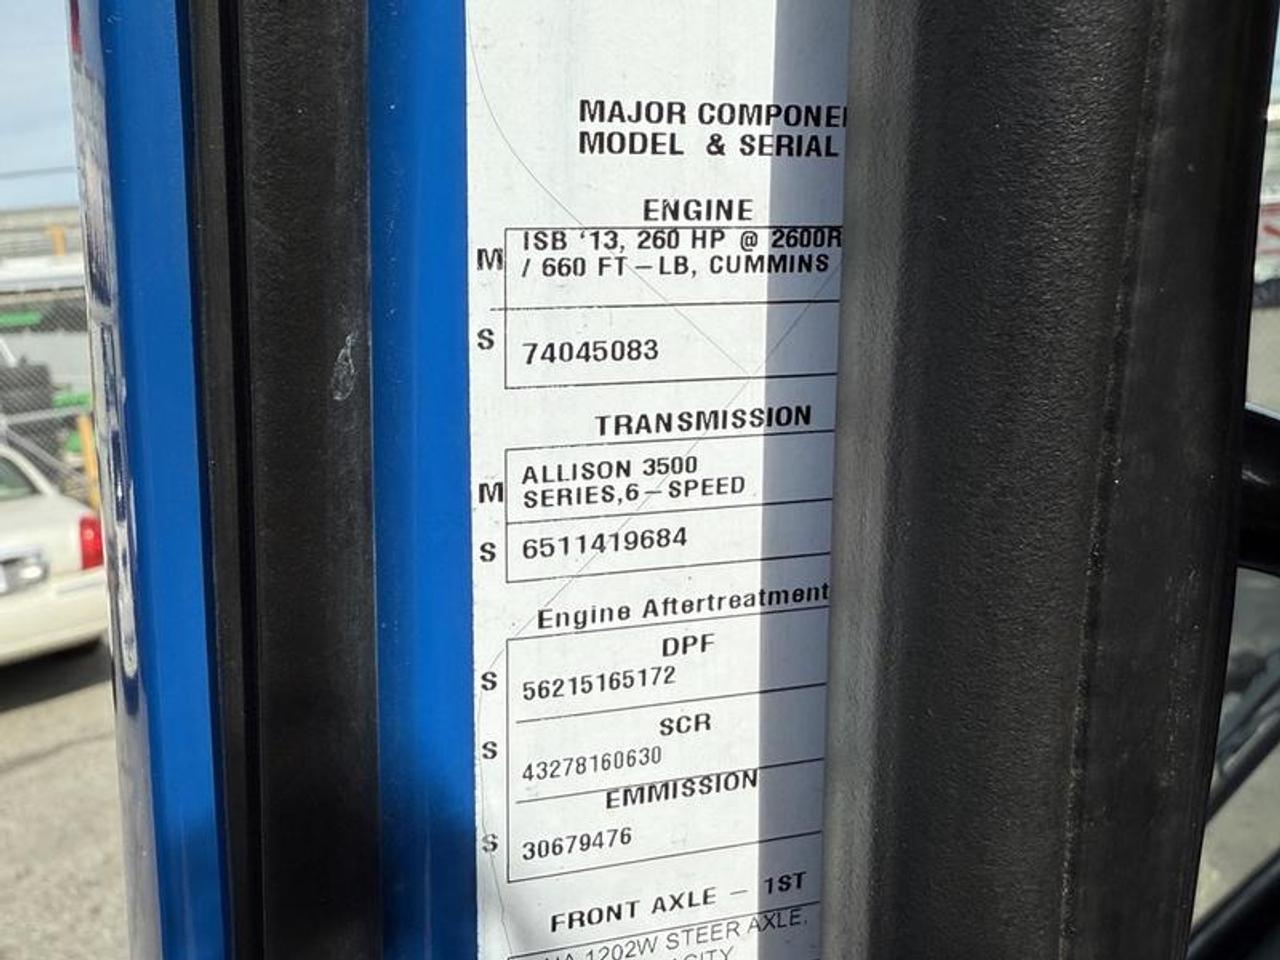 MAJOR COMPONE
MODEL & SERIAL
ENGINE
M
ISB '13, 260 HP @ 2600R
/ 660 FT-LB, CUMMINS
S
74045083
TRANSMISSION
M
ALLISON 3500
SERIES,6-SPEED
S
6511419684
Engine Aftertreatment
DPF
S
56215165172
SCR
S
43278160630
EMMISSION
S
30679476
FRONT AXLE - 1ST
1202W STEER AXLE,